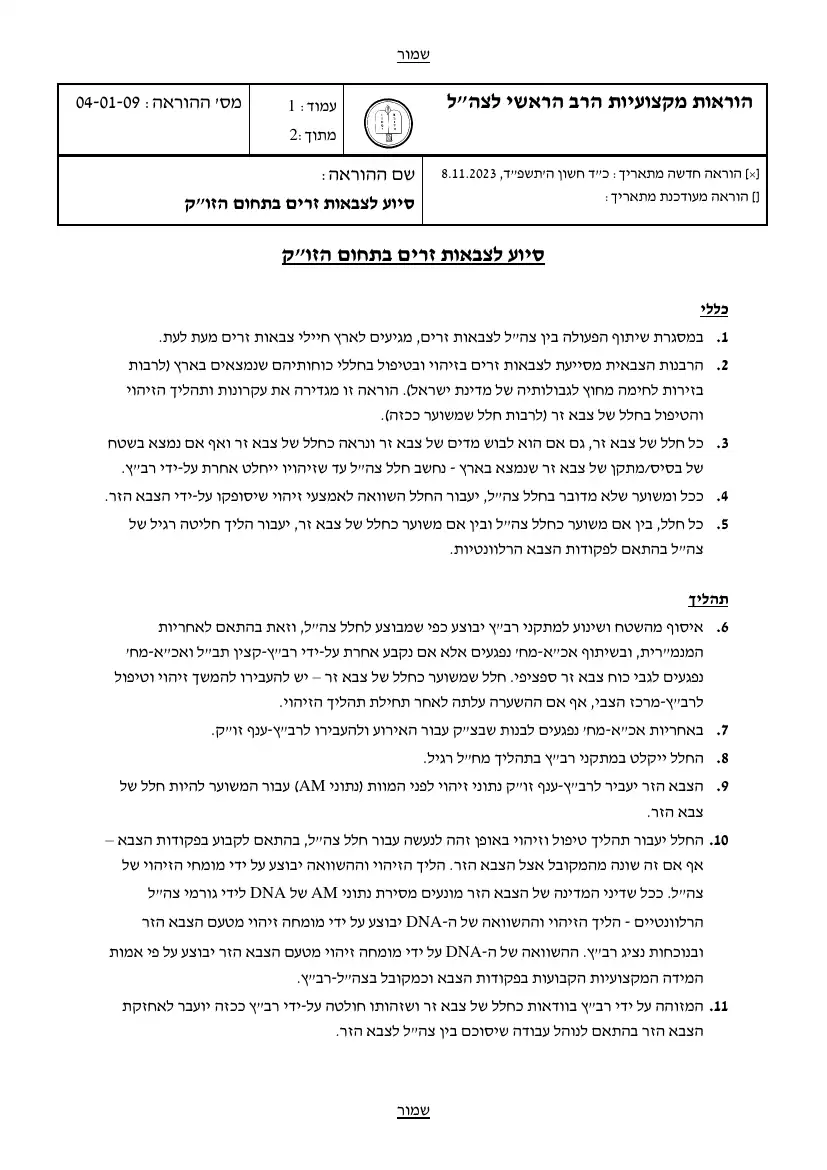 שמור
הוראות מקצועיות הרב הראשי לצה״ל
עמוד: 1
מתוך: 2
מס׳ ההוראה: 04-01-09
[×] הוראה חדשה מתאריך: כ״ד חשון ה׳תשפ״ד, 8.11.2023
[] הוראה מעודכנת מתאריך:
שם ההוראה:
סיוע לצבאות זרים בתחום הזו״ק
סיוע לצבאות זרים בתחום הזו״ק
כללי
1. במסגרת שיתוף הפעולה בין צה״ל לצבאות זרים, מגיעים לארץ חיילי צבאות זרים מעת לעת.
2. הרבנות הצבאית מסייעת לצבאות זרים בזיהוי ובטיפול בחללי כוחותיהם שנמצאים בארץ (לרבות
בזירות לחימה מחוץ לגבולותיה של מדינת ישראל). הוראה זו מגדירה את עקרונות ותהליך הזיהוי
והטיפול בחלל של צבא זר (לרבות חלל שמשוער ככזה).
3. כל חלל של צבא זר, גם אם הוא לבוש מדים של צבא זר ונראה כחלל של צבא זר ואף אם נמצא בשטח
של בסיס/מתקן של צבא זר שנמצא בארץ - נחשב חלל צה״ל עד שזיהויו ייחלט אחרת על-ידי רב״ץ.
4. ככל ומשוער שלא מדובר בחלל צה״ל, יעבור החלל השוואה לאמצעי זיהוי שיסופקו על-ידי הצבא הזר.
5. כל חלל, בין אם משוער כחלל צה״ל ובין אם משוער כחלל של צבא זר, יעבור הליך חליטה רגיל של
צה״ל בהתאם לפקודות הצבא הרלוונטיות.
תהליך
6. איסוף מהשטח ושינוע למתקני רב״ץ יבוצע כפי שמבוצע לחלל צה״ל, וזאת בהתאם לאחריות
המנמ״רית, ובשיתוף אכ״א-מח׳ נפגעים אלא אם נקבע אחרת על-ידי רב״ץ-קצין תב״ל ואכ״א-מח׳
נפגעים לגבי כוח צבא זר ספציפי. חלל שמשוער כחלל של צבא זר – יש להעבירו להמשך זיהוי וטיפול
לרב״ץ-מרכז הצבי, אף אם ההשערה עלתה לאחר תחילת תהליך הזיהוי.
7. באחריות אכ״א-מח׳ נפגעים לבנות שבצ״ק עבור האירוע ולהעבירו לרב״ץ-ענף זו״ק.
8. החלל ייקלט במתקני רב״ץ בתהליך מח״ל רגיל.
9. הצבא הזר יעביר לרב״ץ-ענף זו״ק נתוני זיהוי לפני המוות (נתוני AM) עבור המשוער להיות חלל של
צבא הזר.
10. החלל יעבור תהליך טיפול וזיהוי באופן זהה לנעשה עבור חלל צה״ל, בהתאם לקבוע בפקודות הצבא –
אף אם זה שונה מהמקובל אצל הצבא הזר. הליך הזיהוי וההשוואה יבוצע על ידי מומחי הזיהוי של
צה״ל. ככל שדיני המדינה של הצבא הזר מונעים מסירת נתוני AM של DNA לידי גורמי צה״ל
הרלוונטיים - הליך הזיהוי וההשוואה של ה-DNA יבוצע על ידי מומחה זיהוי מטעם הצבא הזר
ובנוכחות נציג רב״ץ. ההשוואה של ה-DNA על ידי מומחה זיהוי מטעם הצבא הזר יבוצע על פי אמות
המידה המקצועיות הקבועות בפקודות הצבא וכמקובל בצה״ל-רב״ץ.
11. המזוהה על ידי רב״ץ בוודאות כחלל של צבא זר ושזהותו חולטה על-ידי רב״ץ ככזה יועבר לאחזקת
הצבא הזר בהתאם לנוהל עבודה שיסוכם בין צה״ל לצבא הזר.
שמור